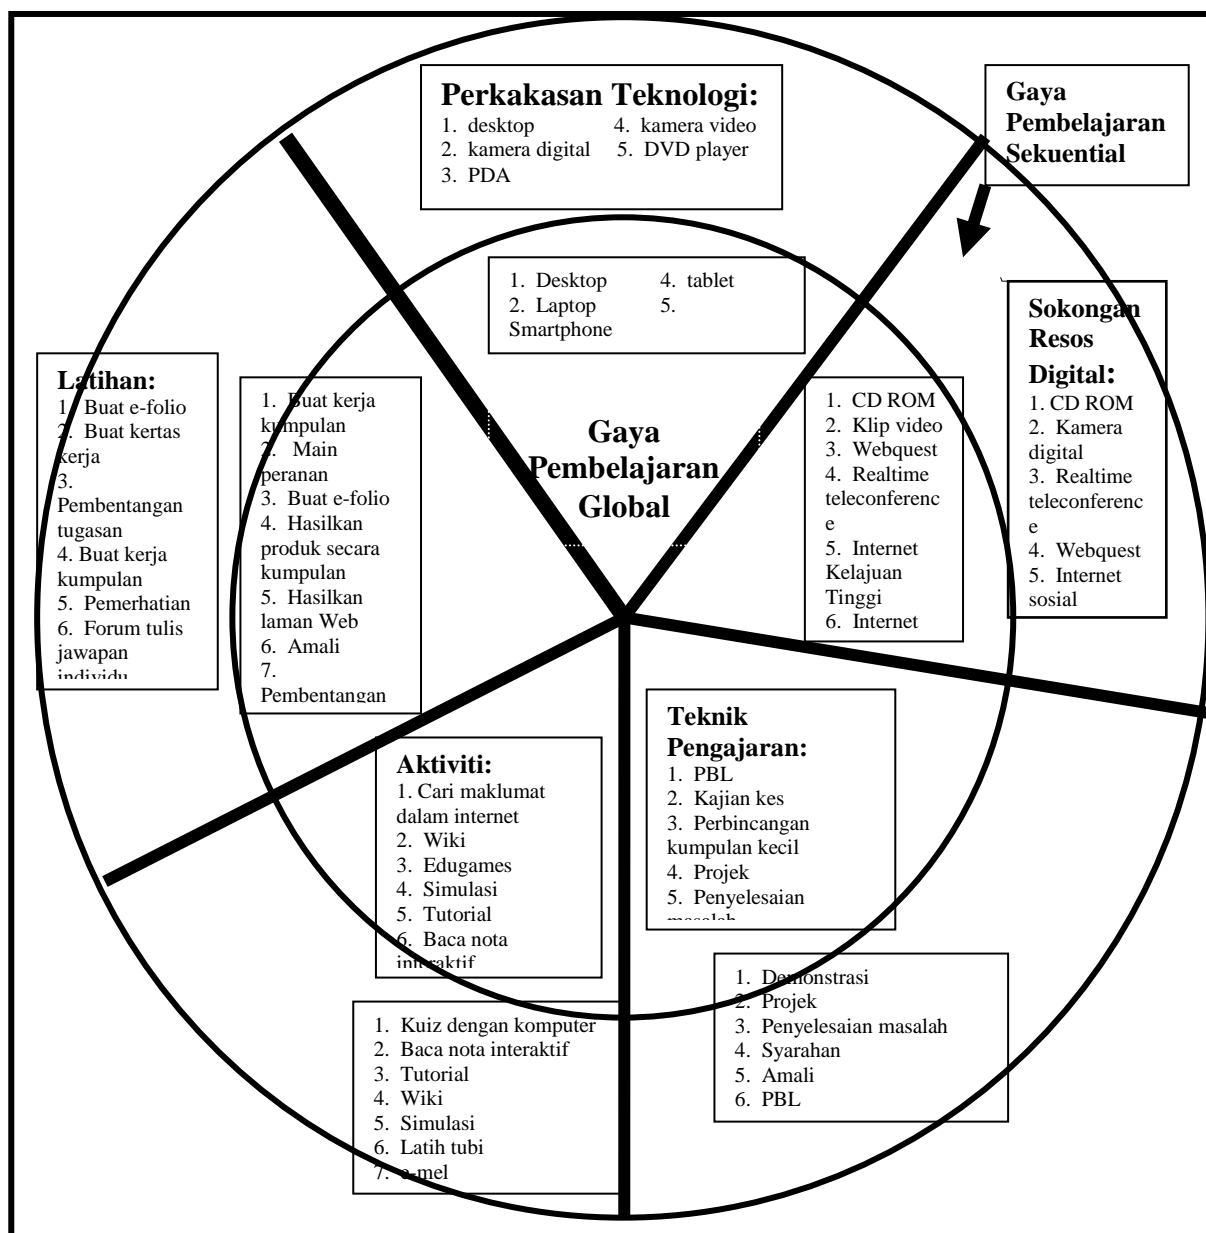 Perkakasan Teknologi:
1. desktop 4. kamera video
2. kamera digital 5. DVD player
3. PDA
Gaya
Pembelajaran
Sekuential
1. Desktop 4. tablet
2. Laptop 5.
Smartphone
Sokongan
Resos
Digital:
1. CD ROM
2. Kamera
digital
3. Realtime
teleconferenc
e
4. Webquest
5. Internet
sosial
Latihan:
1. Buat e-folio
2. Buat kertas
kerja
3.
Pembentangan
tugasan
4. Buat kerja
kumpulan
5. Pemerhatian
6. Forum tulis
jawapan
individu
1. Buat kerja
kumpulan
2. Main
peranan
3. Buat e-folio
4. Hasilkan
produk secara
kumpulan
5. Hasilkan
laman Web
6. Amali
7.
Pembentangan
Gaya
Pembelajaran
Global
1. CD ROM
2. Klip video
3. Webquest
4. Realtime
teleconferenc
e
5. Internet
Kelajuan
Tinggi
6. Internet
Aktiviti:
1. Cari maklumat
dalam internet
2. Wiki
3. Edugames
4. Simulasi
5. Tutorial
6. Baca nota
interaktif
Teknik
Pengajaran:
1. PBL
2. Kajian kes
3. Perbincangan
kumpulan kecil
4. Projek
5. Penyelesaian
masalah
1. Kuiz dengan komputer
2. Baca nota interaktif
3. Tutorial
4. Wiki
5. Simulasi
6. Latih tubi
7. e-mel
1. Demonstrasi
2. Projek
3. Penyelesaian masalah
4. Syarahan
5. Amali
6. PBL